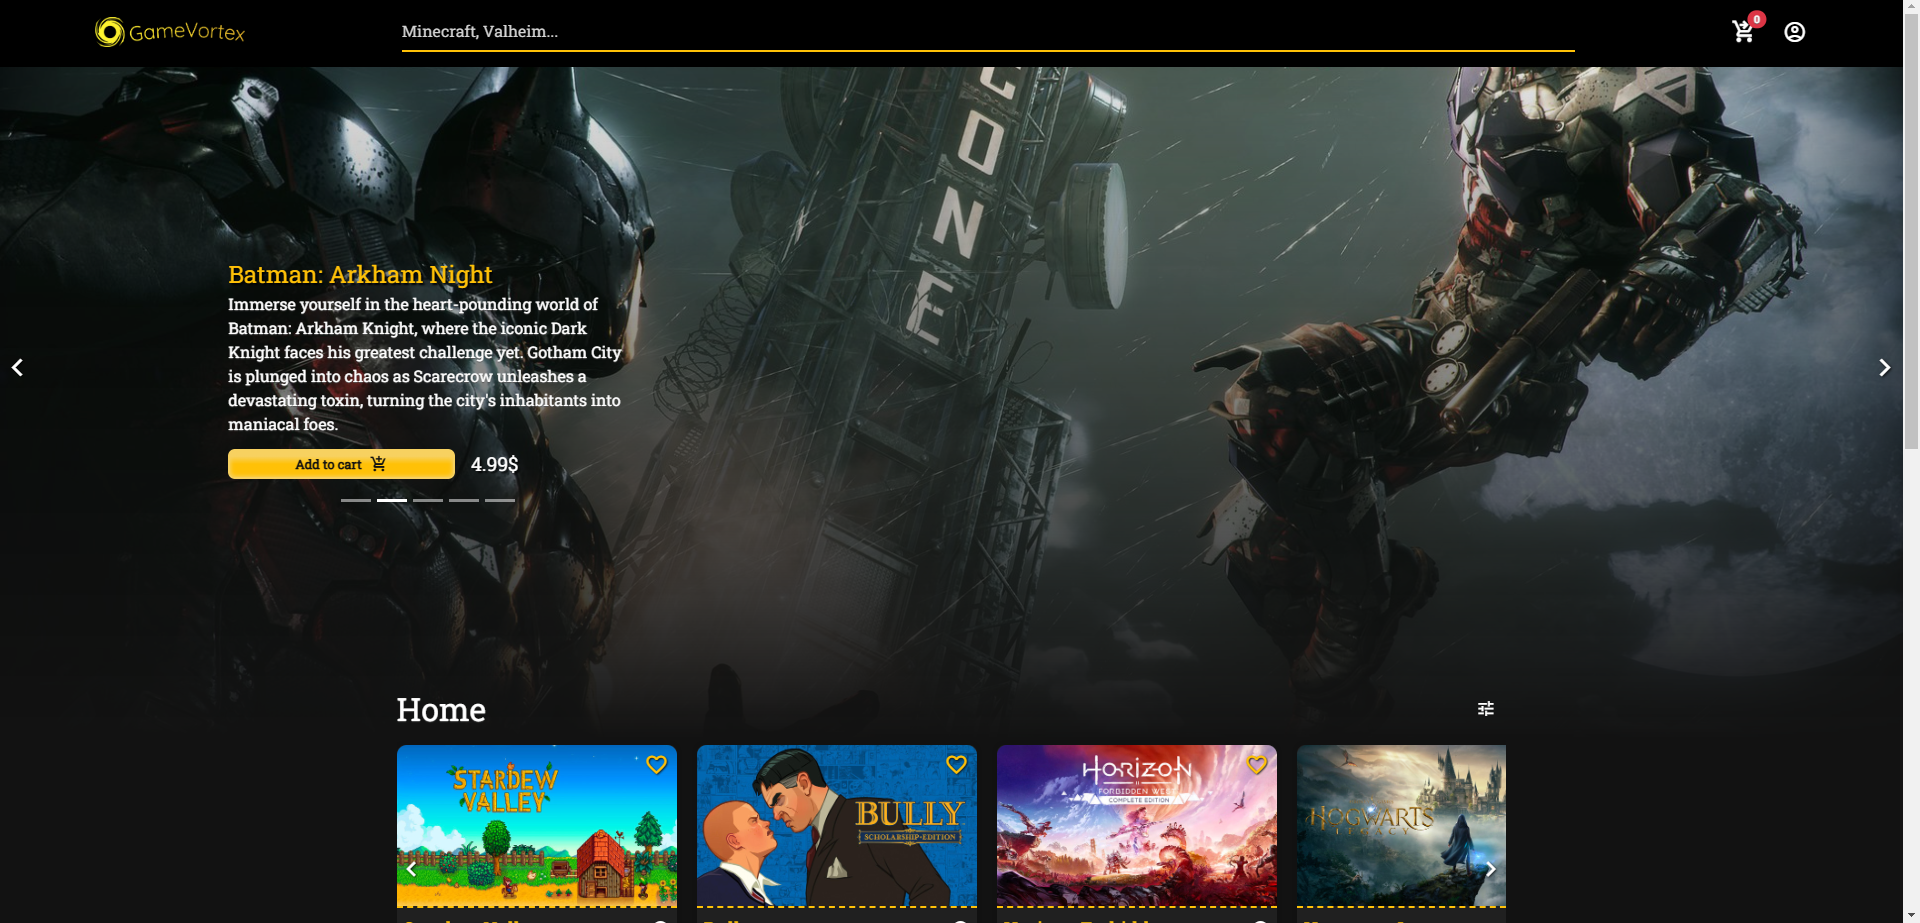 GameVortex
Minecraft, Valheim...
0
CONE
Batman: Arkham Night
Immerse yourself in the heart-pounding world of
Batman: Arkham Knight, where the iconic Dark
Knight faces his greatest challenge yet. Gotham City
is plunged into chaos as Scarecrow unleashes a
devastating toxin, turning the city's inhabitants into
maniacal foes.
Add to cart
4.99$
Home
STARDEW
VALLEY
BULLY
SCHOLARSHIP EDITION
HORIZON
FORBIDDEN WEST
COMPLETE EDITION
HOGWARTS
LEGACY